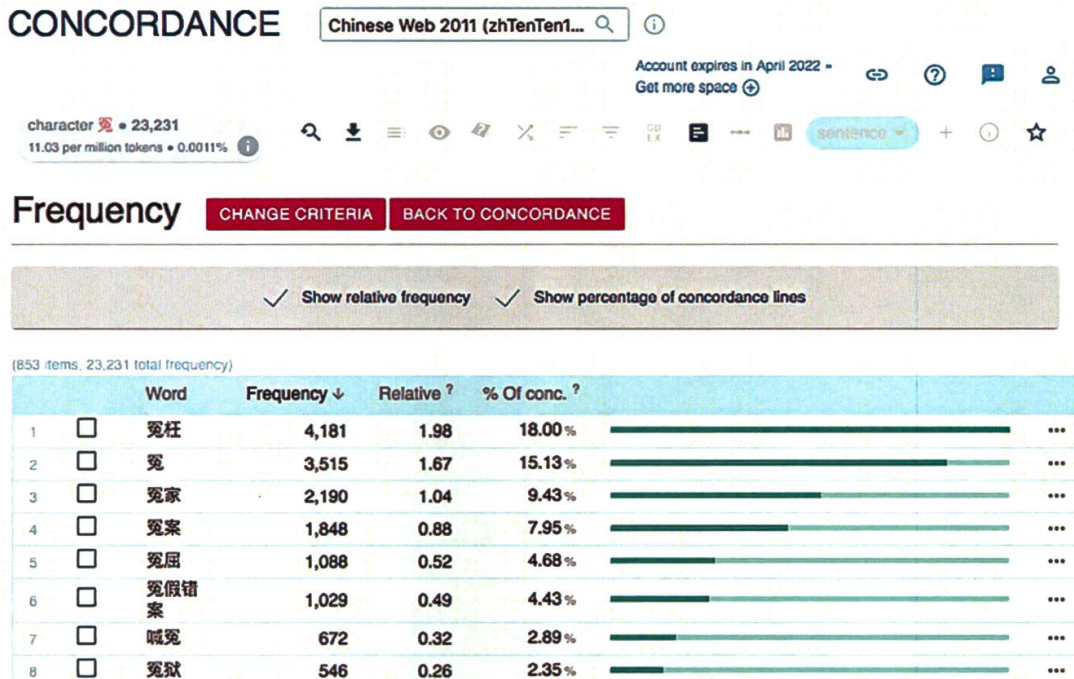 CONCORDANCE
Chinese Web 2011 (zhTenTen1...
Account expires in April 2022 -
Get more space
character 冤 • 23,231
11.03 per million tokens • 0.0011%
GD
EX
sentence
Frequency
CHANGE CRITERIA
BACK TO CONCORDANCE
Show relative frequency
Show percentage of concordance lines
(853 items, 23,231 total frequency)
Word Frequency ↓ Relative ? % Of conc. ?
1 冤枉 4,181 1.98 18.00 %
2 冤 3,515 1.67 15.13 %
3 冤家 2,190 1.04 9.43 %
4 冤案 1,848 0.88 7.95 %
5 冤屈 1,088 0.52 4.68 %
6 冤假错
案 1,029 0.49 4.43 %
7 喊冤 672 0.32 2.89 %
8 冤狱 546 0.26 2.35 %